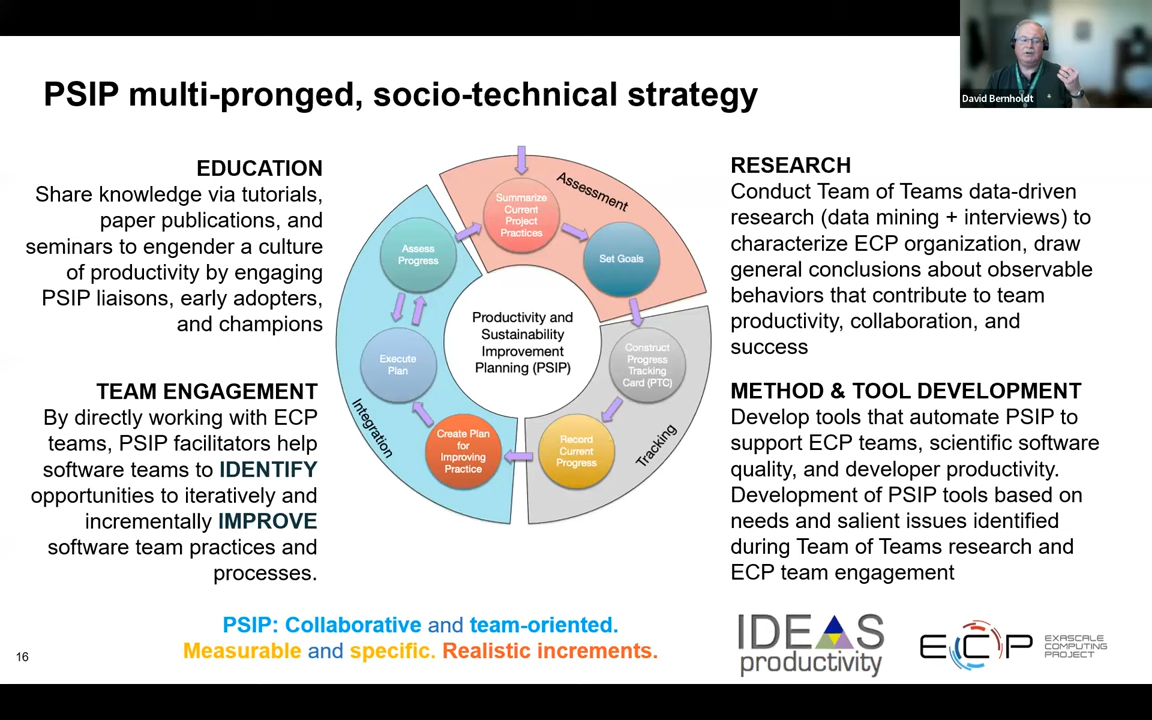 David Bernholdt
PSIP multi-pronged, socio-technical strategy
EDUCATION
Share knowledge via tutorials,
paper publications, and
seminars to engender a culture
of productivity by engaging
PSIP liaisons, early adopters,
and champions
TEAM ENGAGEMENT
By directly working with ECP
teams, PSIP facilitators help
software teams to IDENTIFY
opportunities to iteratively and
incrementally IMPROVE
software team practices and
processes.
Assessment
Summarize
Current
Project
Practices
Set Goals
Construct
Progress
Tracking
Card (PTC)
Tracking
Record
Current
Progress
Create Plan
for
Improving
Practice
Integration
Execute
Plan
Assess
Progress
Productivity and
Sustainability
Improvement
Planning (PSIP)
RESEARCH
Conduct Team of Teams data-driven
research (data mining + interviews) to
characterize ECP organization, draw
general conclusions about observable
behaviors that contribute to team
productivity, collaboration, and
success
METHOD & TOOL DEVELOPMENT
Develop tools that automate PSIP to
support ECP teams, scientific software
quality, and developer productivity.
Development of PSIP tools based on
needs and salient issues identified
during Team of Teams research and
ECP team engagement
PSIP: Collaborative and team-oriented.
Measurable and specific. Realistic increments.
16
IDEAS
productivity
ECP
EXASCALE
COMPUTING
PROJECT